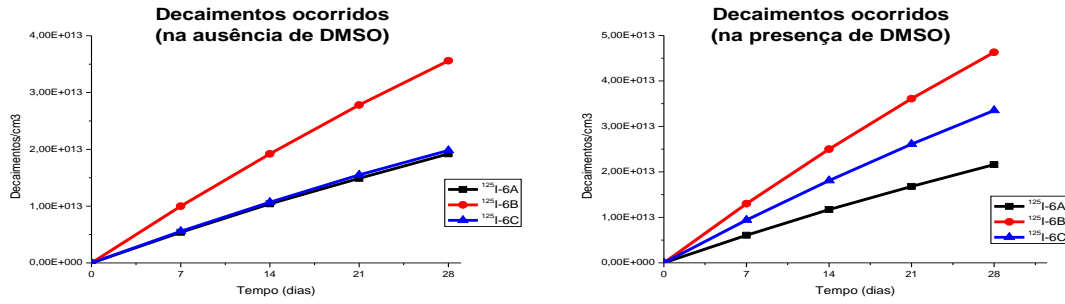 Decaimentos ocorridos
(na ausência de DMSO)
4,00E+013
3,00E+013
2,00E+013
1,00E+013
0,00E+000
Decaimentos/cm3
0
7
14
21
28
Tempo (dias)
125I-6A
125I-6B
125I-6C
Decaimentos ocorridos
(na presença de DMSO)
5,00E+013
4,00E+013
3,00E+013
2,00E+013
1,00E+013
0,00E+000
Decaimentos/cm3
0
7
14
21
28
Tempo (dias)
125I-6A
125I-6B
125I-6C